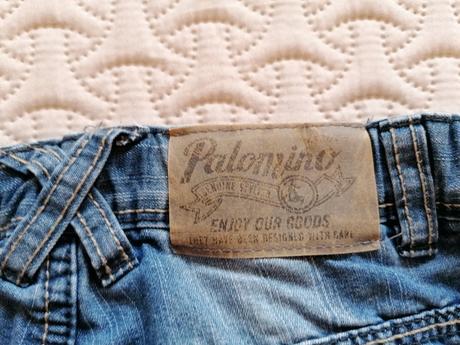 Palomino
GENUINE STYLE
ENJOY OUR GOODS
THEY HAVE BEEN DESIGNED WITH CARE